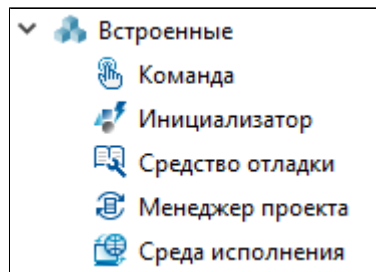 Встроенные
Команда
Инициализатор
Средство отладки
Менеджер проекта
Среда исполнения